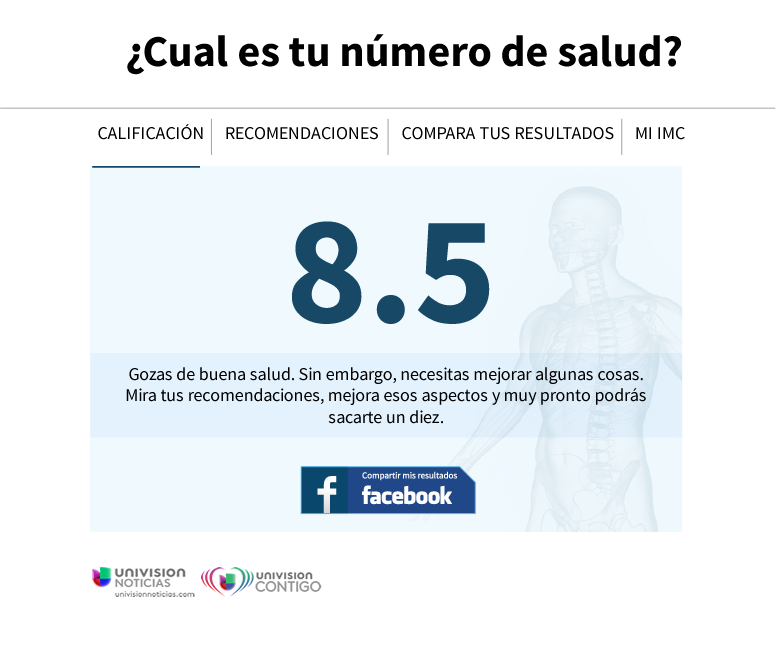 ¿Cual es tu número de salud?
CALIFICACIÓN RECOMENDACIONES COMPARA TUS RESULTADOS MI IMC
8.5
Gozas de buena salud. Sin embargo, necesitas mejorar algunas cosas.
Mira tus recomendaciones, mejora esos aspectos y muy pronto podrás
sacarte un diez.
f
Compartir mis resultados
facebook
UNIVISION
NOTICIAS
univisionnoticias.com
UNIVISION
CONTIGO